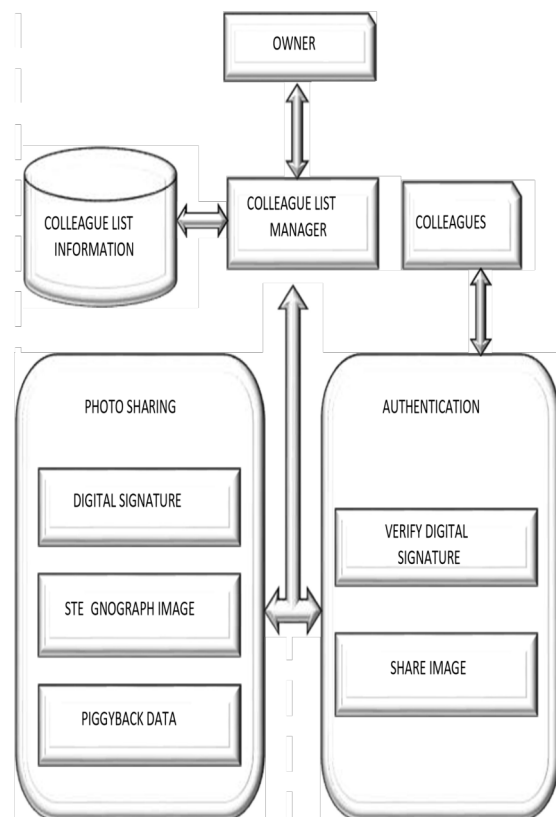 OWNER
COLLEAGUE LIST
INFORMATION
COLLEAGUE LIST
MANAGER
COLLEAGUES
PHOTO SHARING
DIGITAL SIGNATURE
STE GNOGRAPH IMAGE
PIGGYBACK DATA
AUTHENTICATION
VERIFY DIGITAL
SIGNATURE
SHARE IMAGE